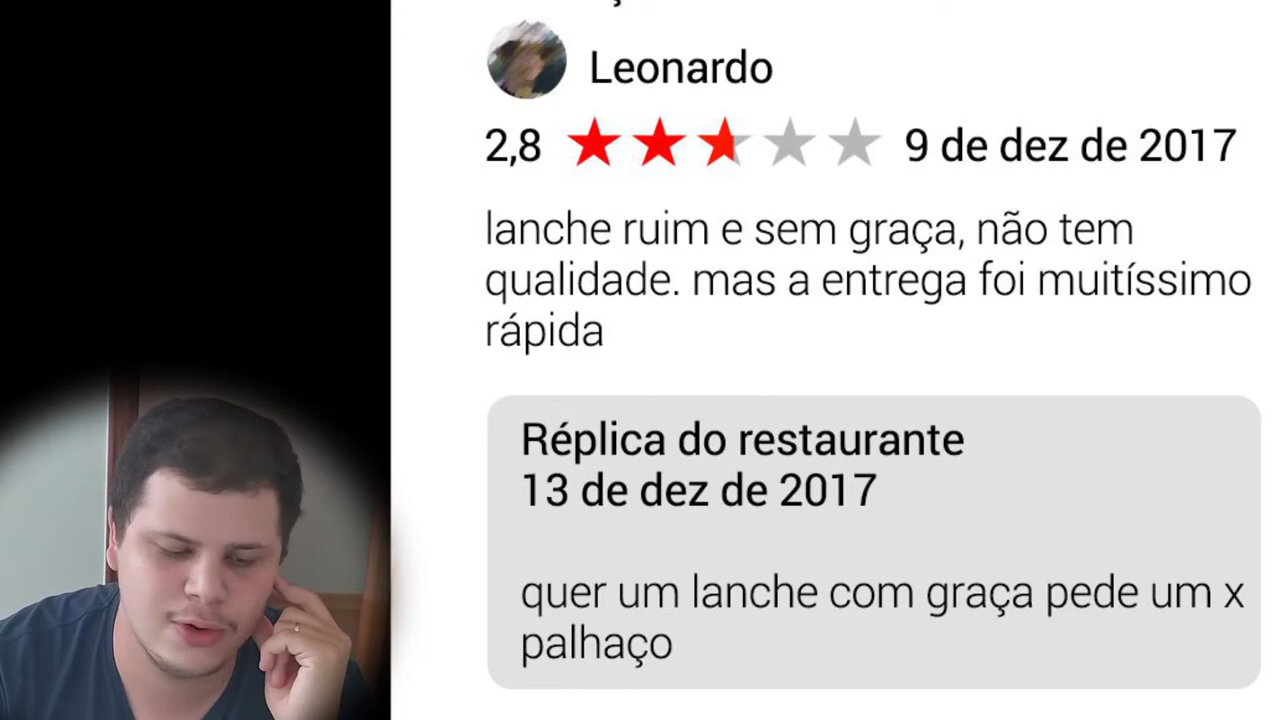 Leonardo
2,8 9 de dez de 2017
lanche ruim e sem graça, não tem
qualidade. mas a entrega foi muitíssimo
rápida
Réplica do restaurante
13 de dez de 2017
quer um lanche com graça pede um x
palhaço